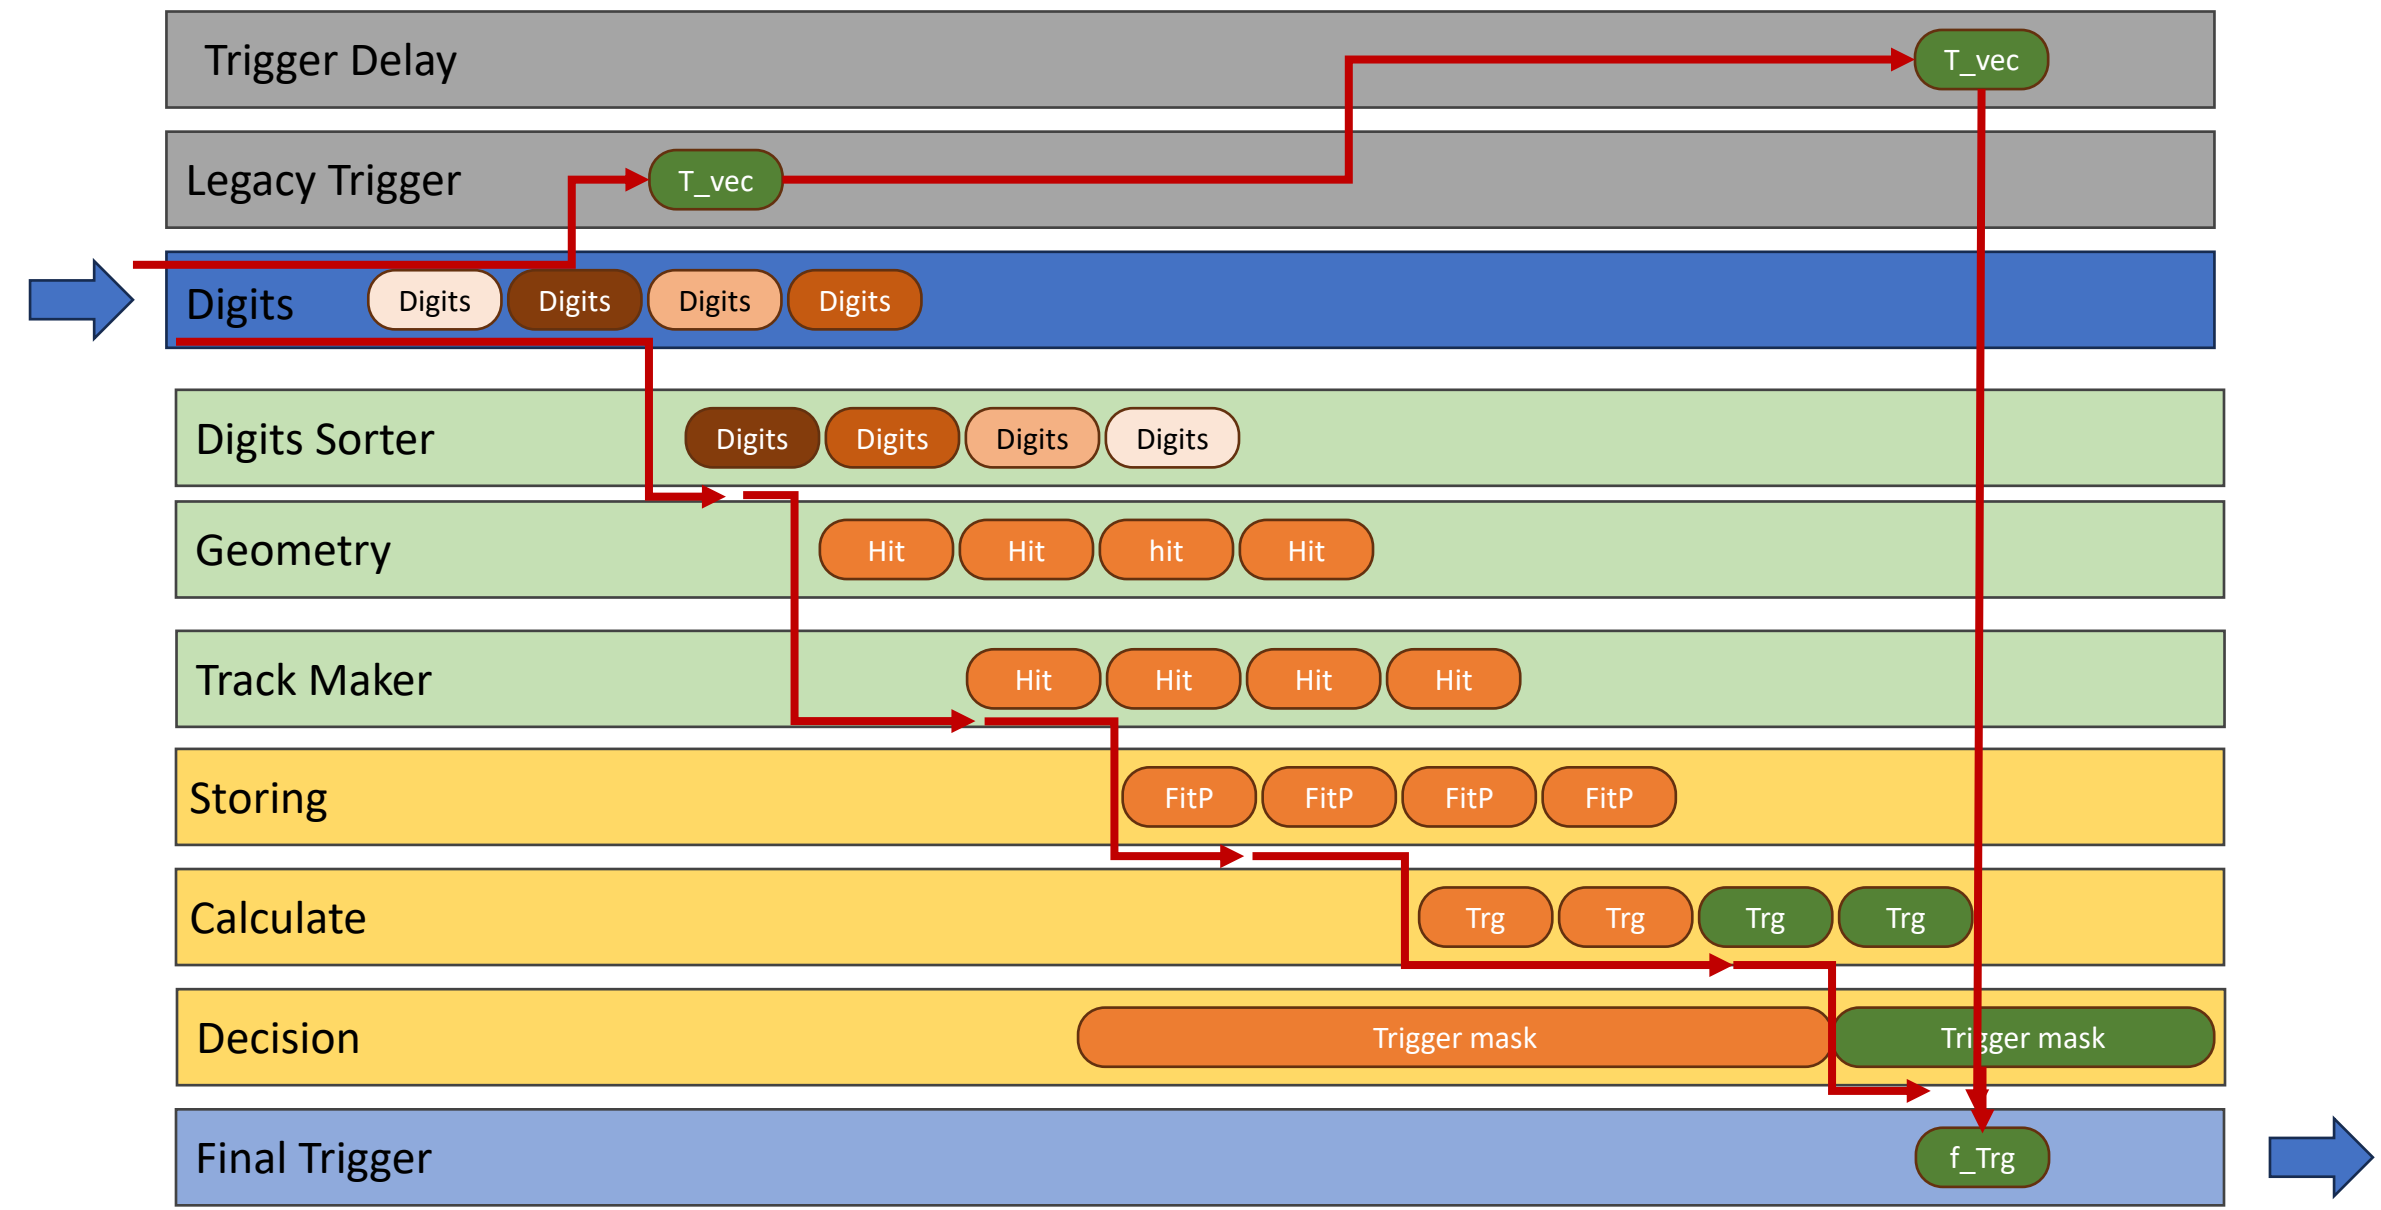 Trigger Delay T_vec
Legacy Trigger T_vec
Digits Digits Digits Digits Digits
Digits Sorter Digits Digits Digits Digits
Geometry Hit Hit hit Hit
Track Maker Hit Hit Hit Hit
Storing FitP FitP FitP FitP
Calculate Trg Trg Trg Trg
Decision Trigger mask Trigger mask
Final Trigger f_Trg